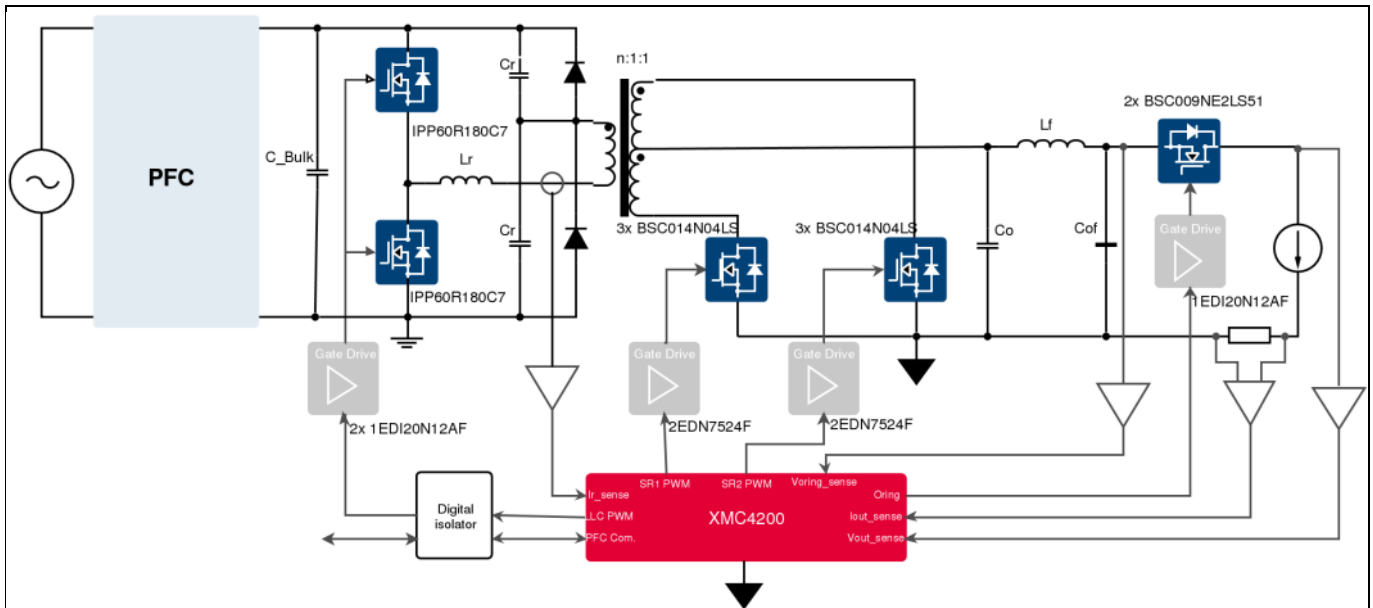 n:1:1
Cr
2x BSC009NE2LS51
IPP60R180C7
Lf
C_Bulk
Lr
PFC
3x BSC014N04LS
3x BSC014N04LS
Cr
Co
Cof
Gate Drive
IPP60R180C7
1EDI20N12AF
Gate Drive
Gate Drive
Gate Drive
2x 1EDI20N12AF
2EDN7524F
2EDN7524F
SR1 PWM
SR2 PWM
Voring_sense
Ir_sense
Oring
Digital
isolator
LLC PWM
XMC4200
Iout_sense
PFC Com.
Vout_sense